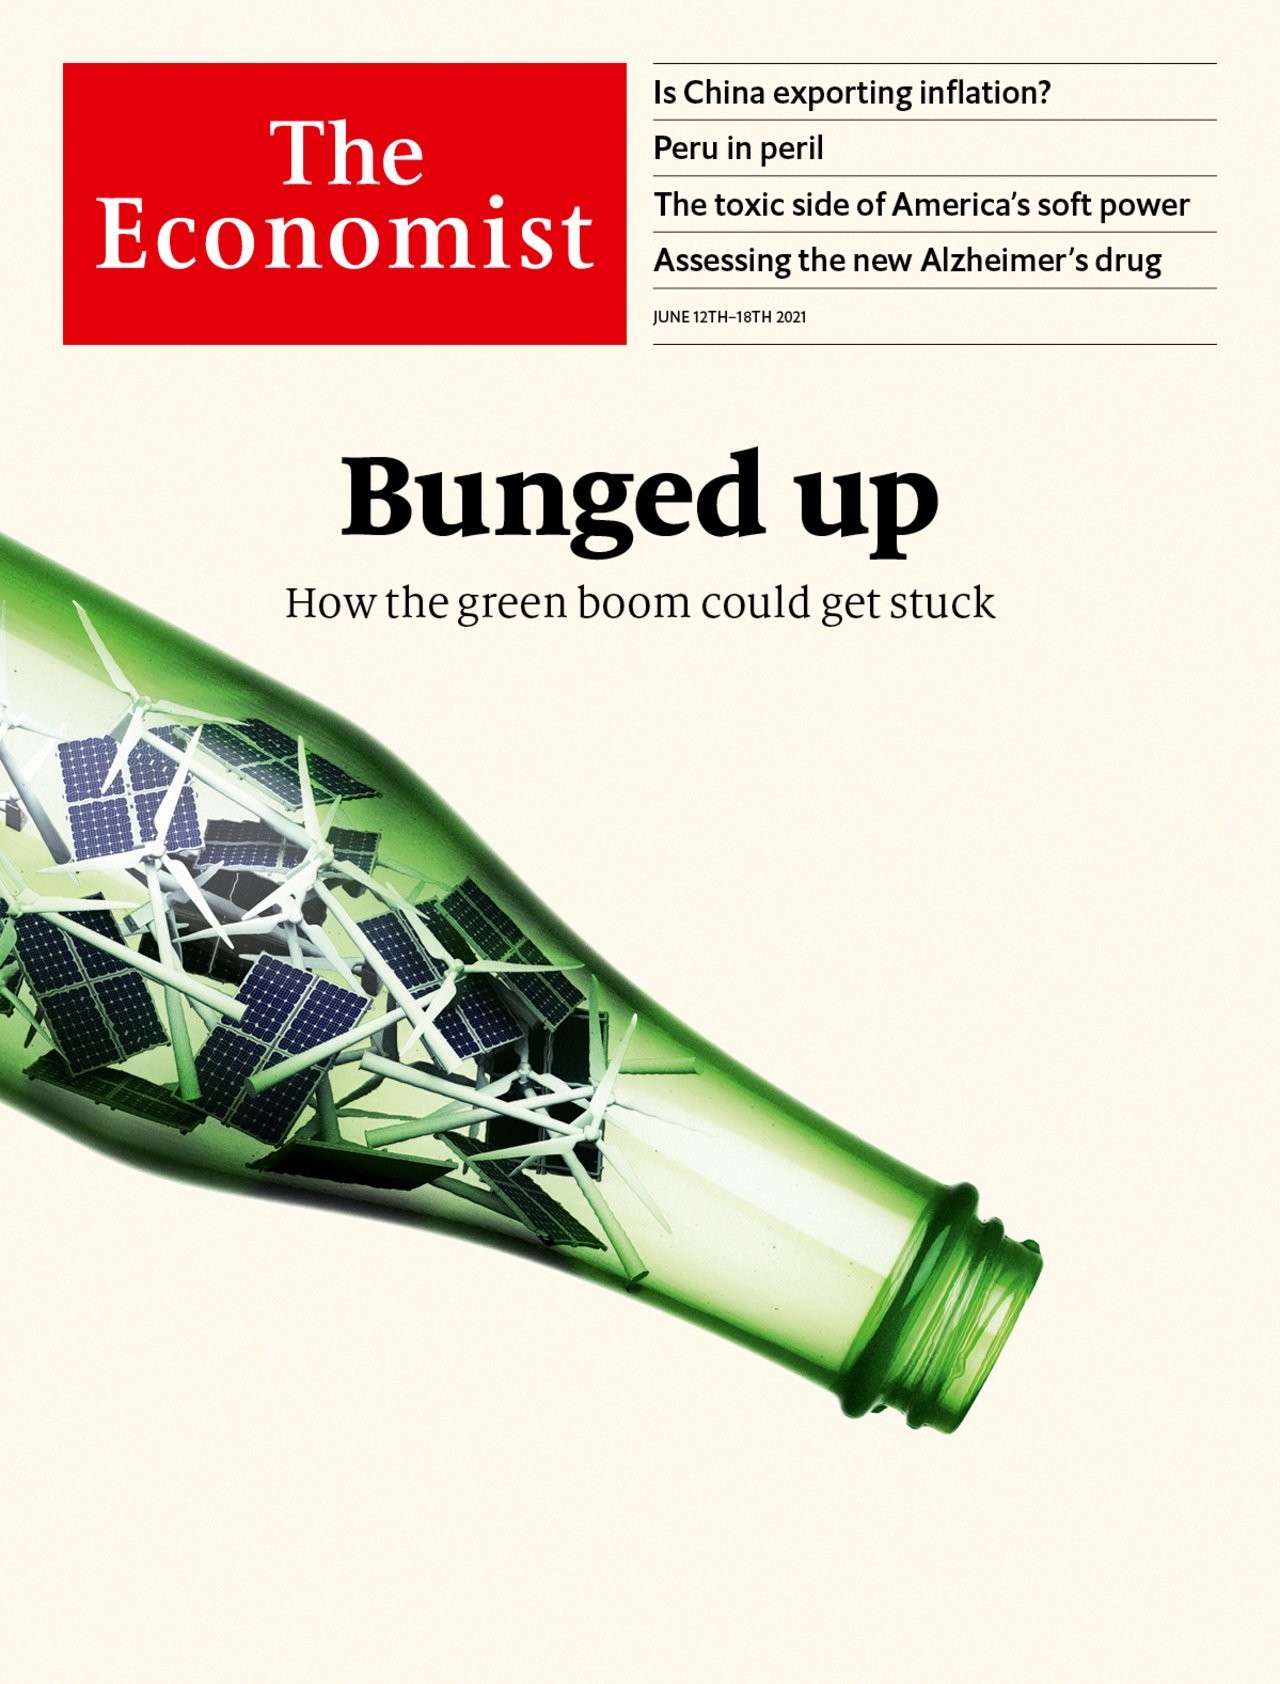 The
Economist
Is China exporting inflation?
Peru in peril
The toxic side of America’s soft power
Assessing the new Alzheimer’s drug
JUNE 12TH–18TH 2021
Bunged up
How the green boom could get stuck